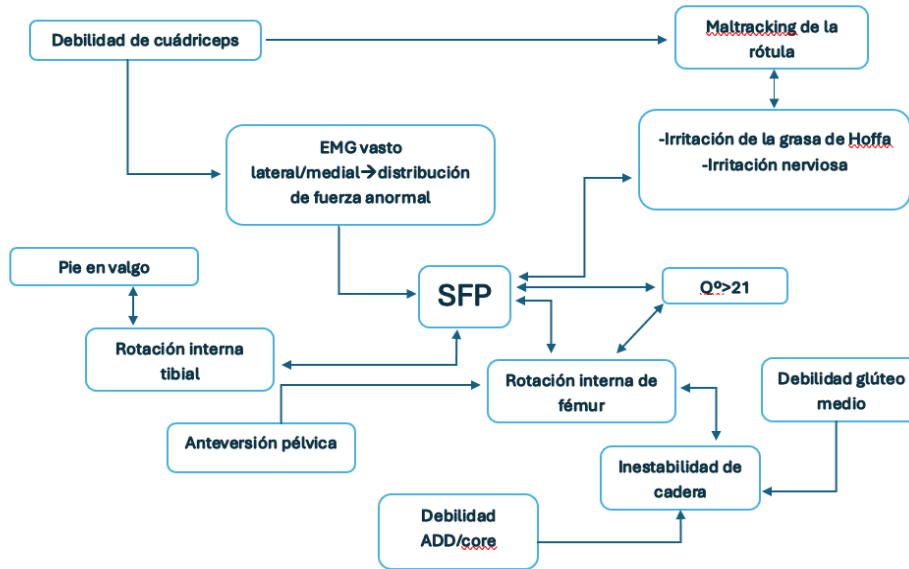 Debilidad de cuádriceps
Maltracking de la
rótula
EMG vasto
lateral/medial→distribución
de fuerza anormal
-Irritación de la grasa de Hoffa
-Irritación nerviosa
Pie en valgo
SFP
Qº>21
Rotación interna
tibial
Rotación interna de
fémur
Debilidad glúteo
medio
Anteversión pélvica
Inestabilidad de
cadera
Debilidad
ADD/core